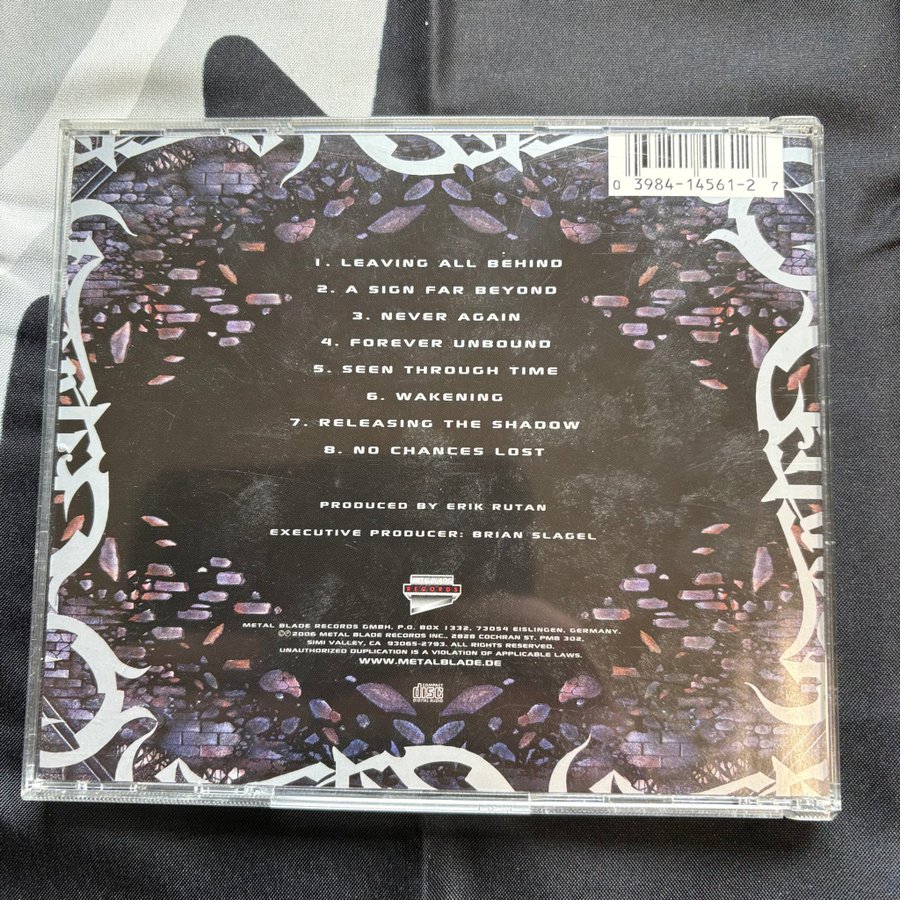 0 3984-14561-2 7
1. LEAVING ALL BEHIND
2. A SIGN FAR BEYOND
3. NEVER AGAIN
4. FOREVER UNBOUND
5. SEEN THROUGH TIME
6. WAKENING
7. RELEASING THE SHADOW
8. NO CHANCES LOST
PRODUCED BY ERIK RUTAN
EXECUTIVE PRODUCER: BRIAN SLAGEL
METALBLADE
RECORDS
METAL BLADE RECORDS GMBH, P.O. BOX 1332, 73054 EISLINGEN, GERMANY.
©℗2006 METAL BLADE RECORDS INC., 2828 COCHRAN ST. PMB 302,
SIMI VALLEY, CA 93065-2793. ALL RIGHTS RESERVED.
UNAUTHORIZED DUPLICATION IS A VIOLATION OF APPLICABLE LAWS.
WWW.METALBLADE.DE
COMPACT
disc
DIGITAL AUDIO